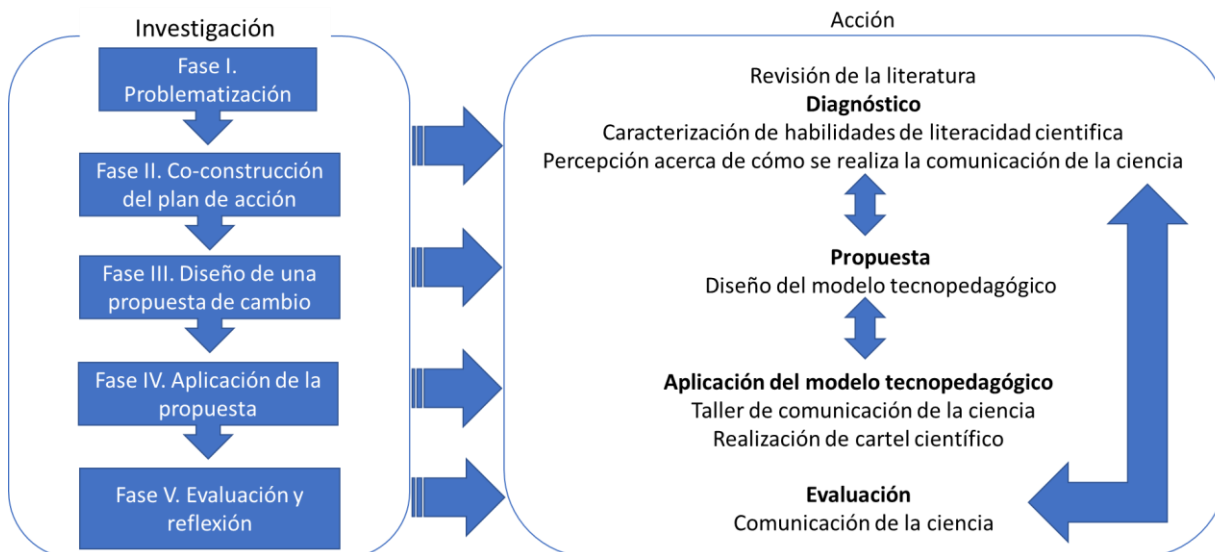 Investigación
Fase I.
Problematización
Fase II. Co-construcción
del plan de acción
Fase III. Diseño de una
propuesta de cambio
Fase IV. Aplicación de la
propuesta
Fase V. Evaluación y
reflexión
Acción
Revisión de la literatura
Diagnóstico
Caracterización de habilidades de literacidad cientifica
Percepción acerca de cómo se realiza la comunicación de la ciencia
Propuesta
Diseño del modelo tecnopedagógico
Aplicación del modelo tecnopedagógico
Taller de comunicación de la ciencia
Realización de cartel científico
Evaluación
Comunicación de la ciencia